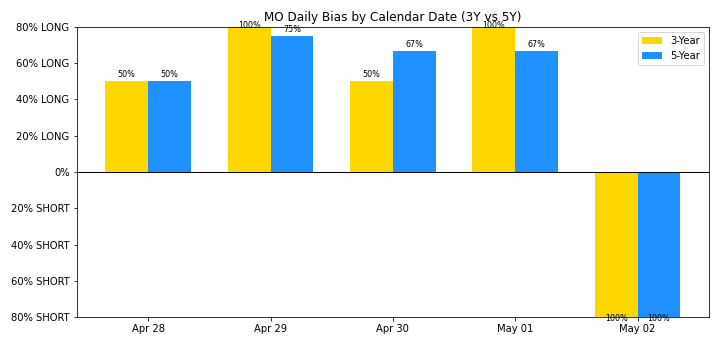 MO Daily Bias by Calendar Date (3Y vs 5Y)
80% LONG
60% LONG
40% LONG
20% LONG
0%
20% SHORT
40% SHORT
60% SHORT
80% SHORT
50%
50%
100%
75%
50%
67%
100%
67%
100%
100%
3-Year
5-Year
Apr 28
Apr 29
Apr 30
May 01
May 02